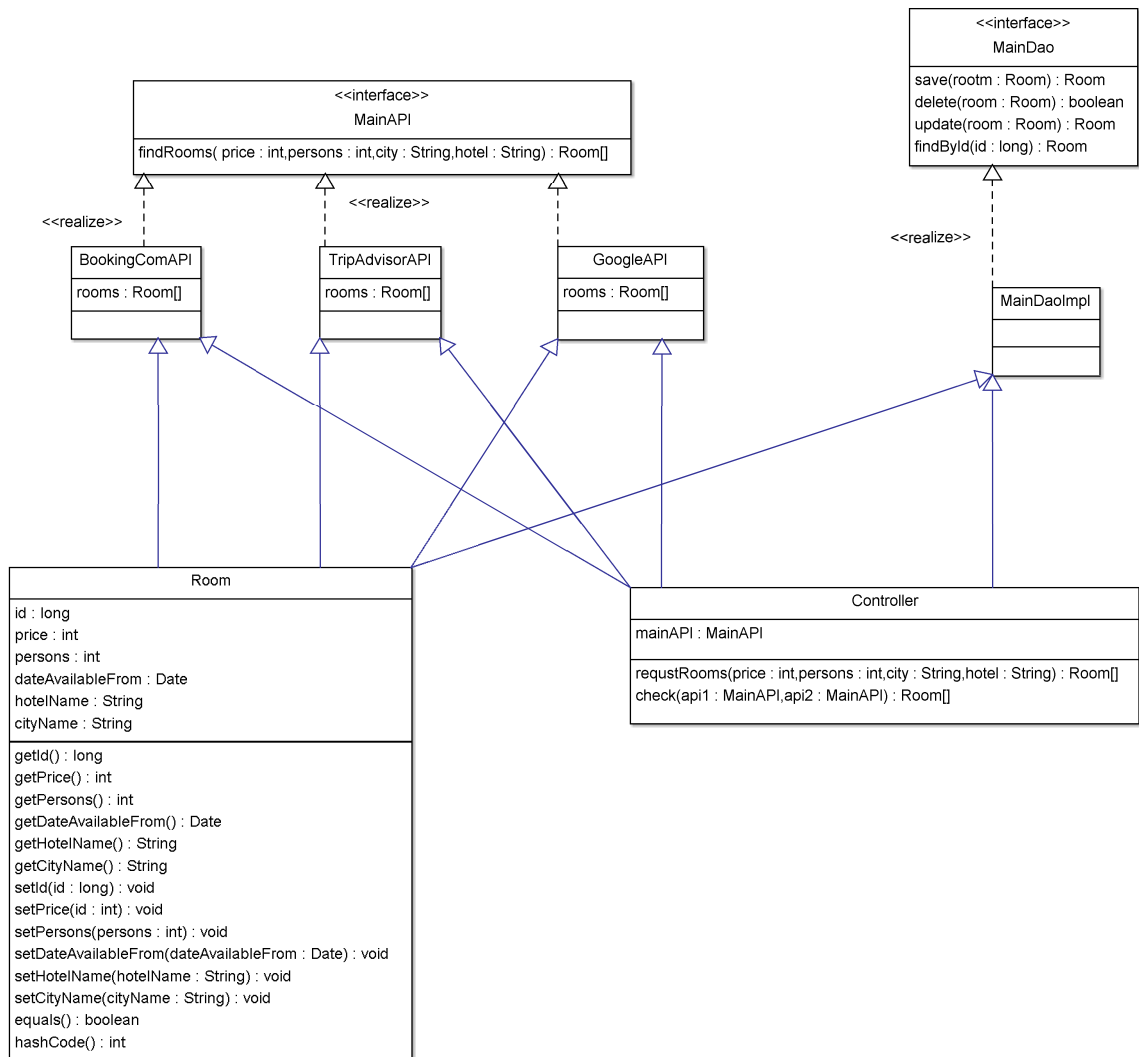 <<interface>>
MainDao
save(rootm : Room) : Room
delete(room : Room) : boolean
update(room : Room) : Room
findById(id : long) : Room
<<interface>>
MainAPI
findRooms( price : int,persons : int,city : String,hotel : String) : Room[]
<<realize>>
<<realize>>
<<realize>>
BookingComAPI
rooms : Room[]
TripAdvisorAPI
rooms : Room[]
GoogleAPI
rooms : Room[]
MainDaoImpl
Room
id : long
price : int
persons : int
dateAvailableFrom : Date
hotelName : String
cityName : String
getId() : long
getPrice() : int
getPersons() : int
getDateAvailableFrom() : Date
getHotelName() : String
getCityName() : String
setId(id : long) : void
setPrice(id : int) : void
setPersons(persons : int) : void
setDateAvailableFrom(dateAvailableFrom : Date) : void
setHotelName(hotelName : String) : void
setCityName(cityName : String) : void
equals() : boolean
hashCode() : int
Controller
mainAPI : MainAPI
requstRooms(price : int,persons : int,city : String,hotel : String) : Room[]
check(api1 : MainAPI,api2 : MainAPI) : Room[]